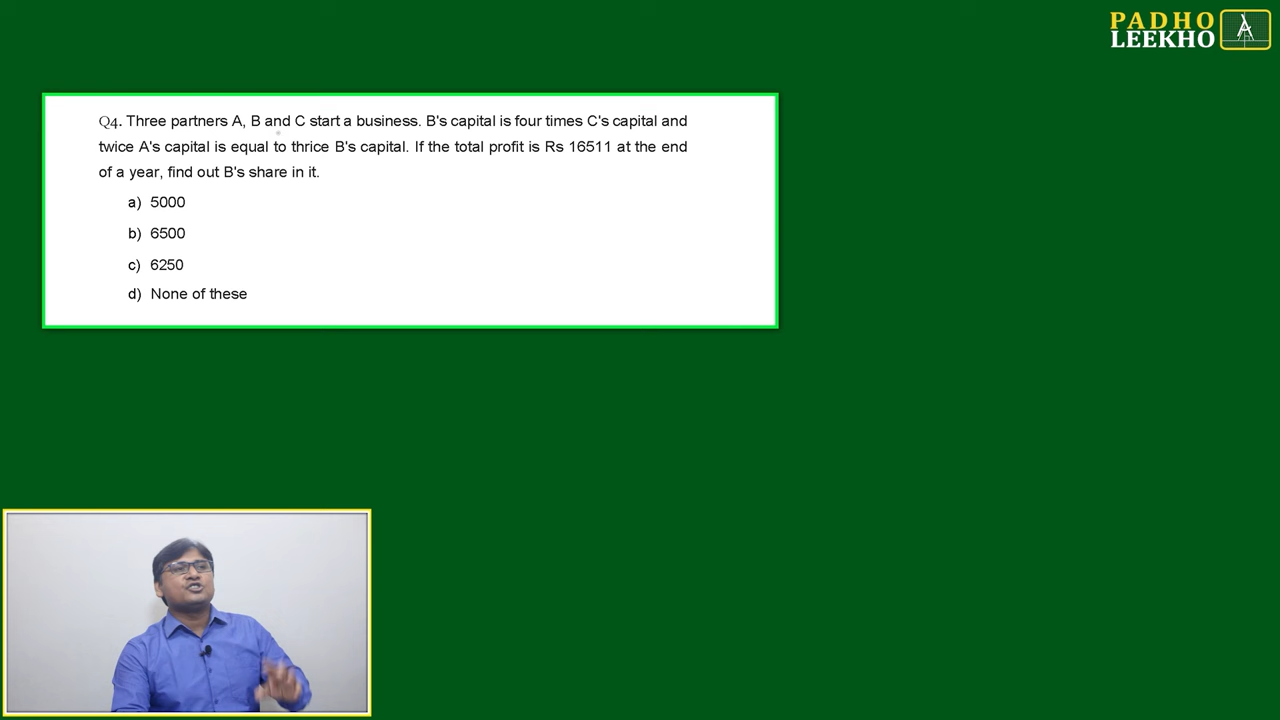 PADHO
LEEKHO
Q4. Three partners A, B and C start a business. B's capital is four times C's capital and
twice A's capital is equal to thrice B's capital. If the total profit is Rs 16511 at the end
of a year, find out B's share in it.
a) 5000
b) 6500
c) 6250
d) None of these